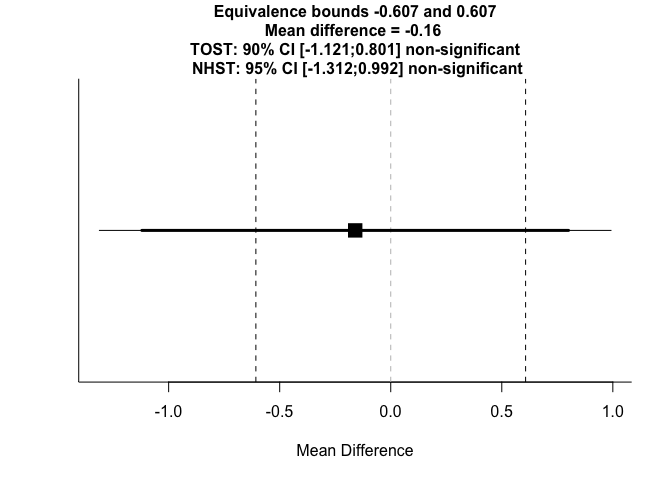 Equivalence bounds -0.607 and 0.607
Mean difference = -0.16
TOST: 90% CI [-1.121;0.801] non-significant
NHST: 95% CI [-1.312;0.992] non-significant
-1.0 -0.5 0.0 0.5 1.0
Mean Difference